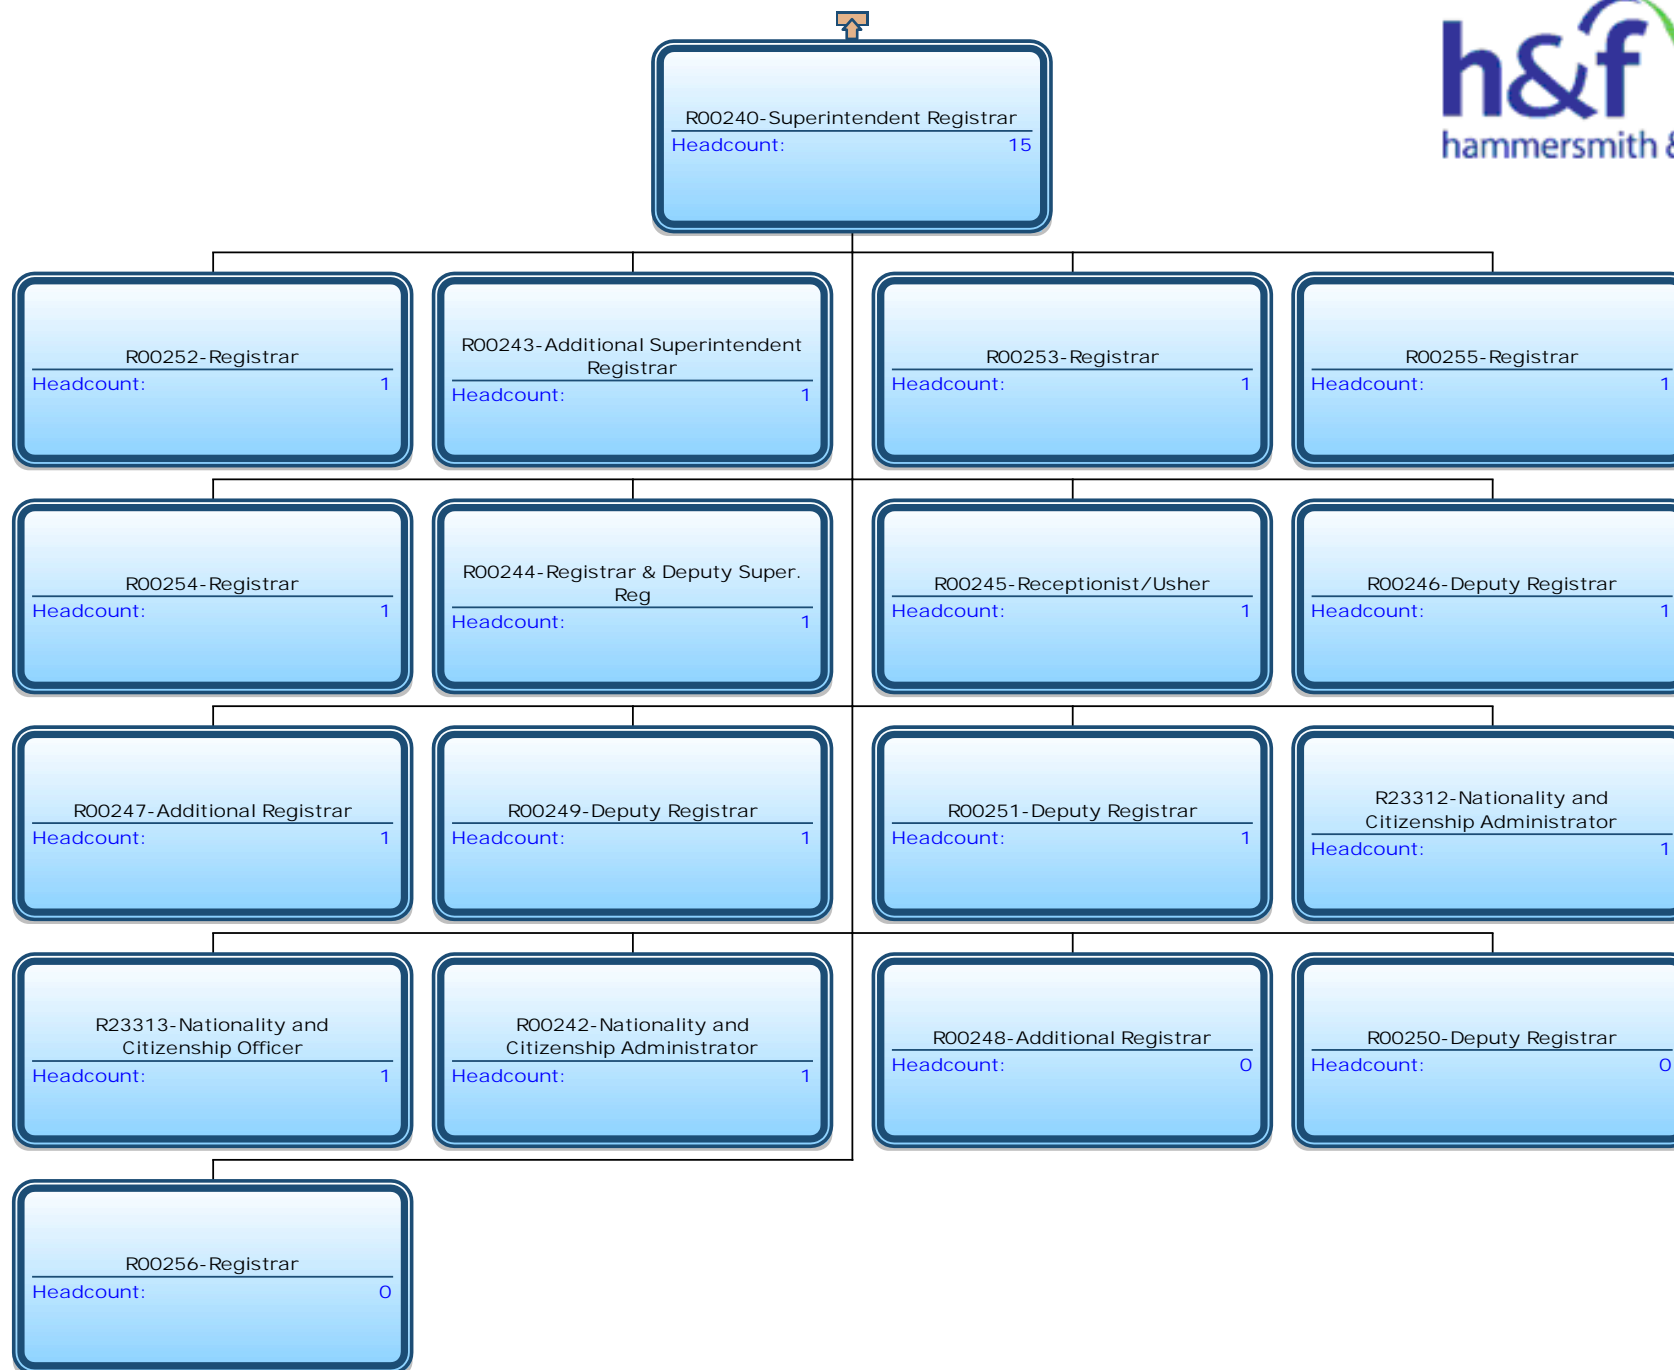 h&f
hammersmith &
R00240-Superintendent Registrar
Headcount: 15
R00252-Registrar
Headcount: 1
R00243-Additional Superintendent
Registrar
Headcount: 1
R00253-Registrar
Headcount: 1
R00255-Registrar
Headcount: 1
R00254-Registrar
Headcount: 1
R00244-Registrar & Deputy Super.
Reg
Headcount: 1
R00245-Receptionist/Usher
Headcount: 1
R00246-Deputy Registrar
Headcount: 1
R00247-Additional Registrar
Headcount: 1
R00249-Deputy Registrar
Headcount: 1
R00251-Deputy Registrar
Headcount: 1
R23312-Nationality and
Citizenship Administrator
Headcount: 1
R23313-Nationality and
Citizenship Officer
Headcount: 1
R00242-Nationality and
Citizenship Administrator
Headcount: 1
R00248-Additional Registrar
Headcount: 0
R00250-Deputy Registrar
Headcount: 0
R00256-Registrar
Headcount: 0